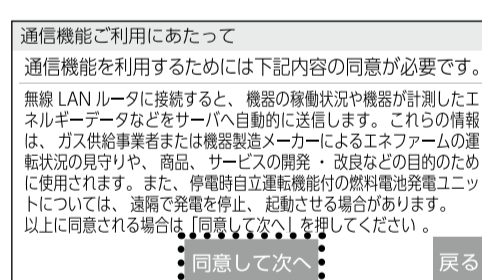 通信機能ご利用にあたって
通信機能を利用するためには下記内容の同意が必要です。
無線 LAN ルータに接続すると、 機器の稼働状況や機器が計測したエ
ネルギーデータなどをサーバへ自動的に送信します。 これらの情報
は、 ガス供給事業者または機器製造メーカーによるエネファームの運
転状況の見守りや、 商品、 サービスの開発 ・ 改良などの目的のため
に使用されます。また、 停電時自立運転機能付の燃料電池発電ユニッ
トについては、 遠隔で発電を停止、 起動させる場合があります。
以上に同意される場合は「同意して次へ」を押してください 。
同意して次へ
戻る